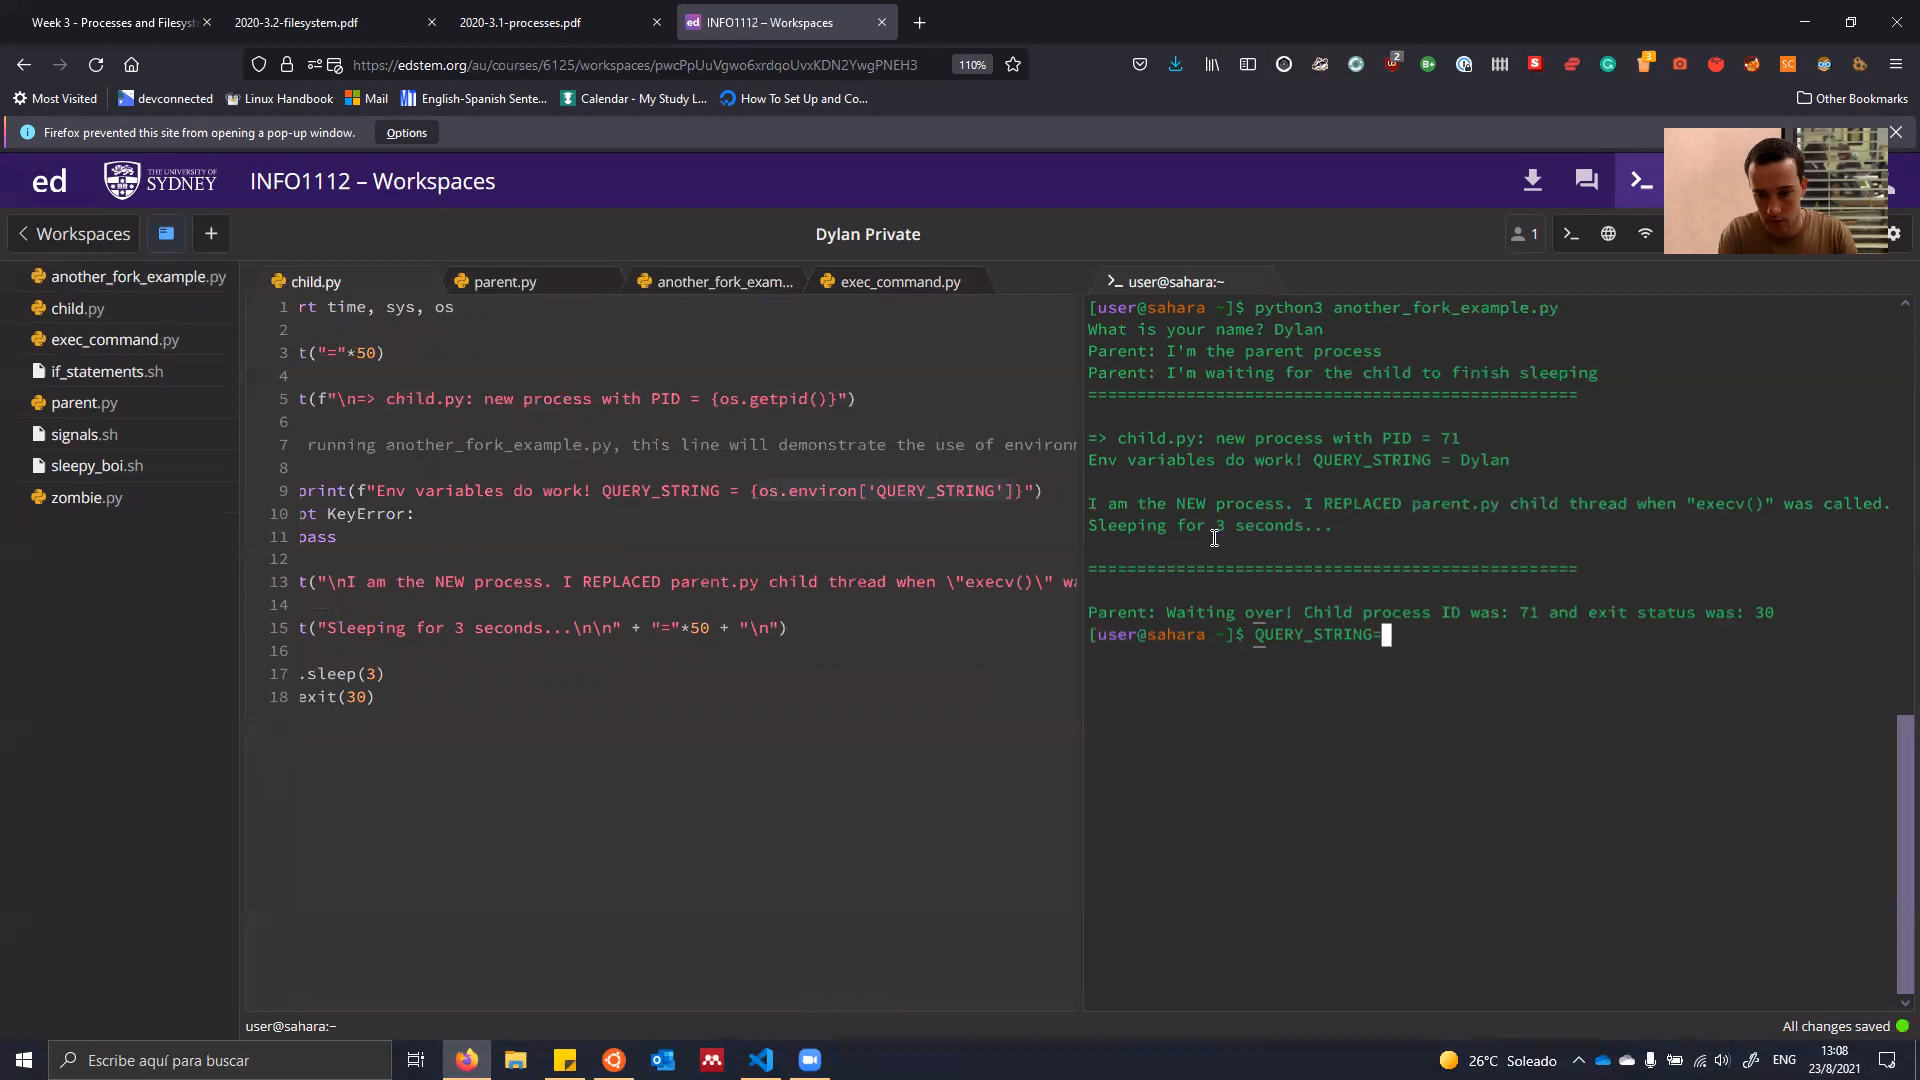 Week 3 - Processes and Filesyst
2020-3.2-filesystem.pdf
2020-3.1-processes.pdf
ed INFO1112 – Workspaces
https://edstem.org/au/courses/6125/workspaces/pwcPpUuVgwo6xrdqoUvxKDN2YwgPNEH3
110%
Most Visited
devconnected
Linux Handbook
Mail
English-Spanish Sente...
Calendar - My Study L...
How To Set Up and Co...
Other Bookmarks
Firefox prevented this site from opening a pop-up window.
Options
ed
THE UNIVERSITY OF
SYDNEY
INFO1112 – Workspaces
Workspaces
Dylan Private
1
another_fork_example.py
child.py
exec_command.py
if_statements.sh
parent.py
signals.sh
sleepy_boi.sh
zombie.py
child.py
parent.py
another_fork_exam...
exec_command.py
1 rt time, sys, os
2
3 t("="*50)
4
5 t(f"\n=> child.py: new process with PID = {os.getpid()}")
6
7 running another_fork_example.py, this line will demonstrate the use of environm
8
9 print(f"Env variables do work! QUERY_STRING = {os.environ['QUERY_STRING']}")
10 pt KeyError:
11 pass
12
13 t("\nI am the NEW process. I REPLACED parent.py child thread when \"execv()\" wa
14
15 t("Sleeping for 3 seconds...\n\n" + "="*50 + "\n")
16
17 .sleep(3)
18 exit(30)
user@sahara:~
[user@sahara ~]$ python3 another_fork_example.py
What is your name? Dylan
Parent: I'm the parent process
Parent: I'm waiting for the child to finish sleeping
==================================================
=> child.py: new process with PID = 71
Env variables do work! QUERY_STRING = Dylan
I am the NEW process. I REPLACED parent.py child thread when "execv()" was called.
Sleeping for 3 seconds...
==================================================
Parent: Waiting over! Child process ID was: 71 and exit status was: 30
[user@sahara ~]$ QUERY_STRING=
user@sahara:~
All changes saved
Escribe aquí para buscar
26°C Soleado
ENG
13:08
23/8/2021